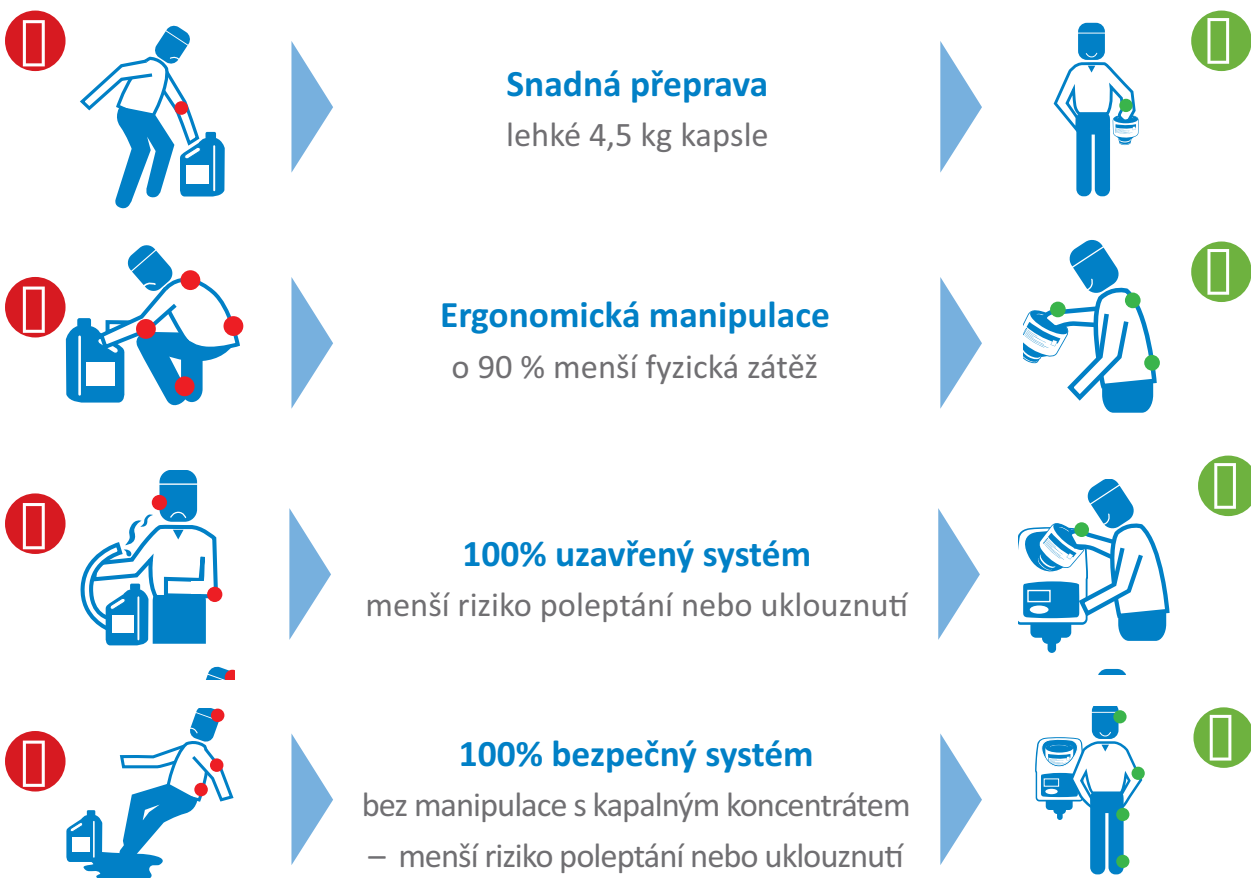 Snadná přeprava
lehké 4,5 kg kapsle
Ergonomická manipulace
o 90 % menší fyzická zátěž
100% uzavřený systém
menší riziko poleptání nebo uklouznutí
100% bezpečný systém
bez manipulace s kapalným koncentrátem
– menší riziko poleptání nebo uklouznutí